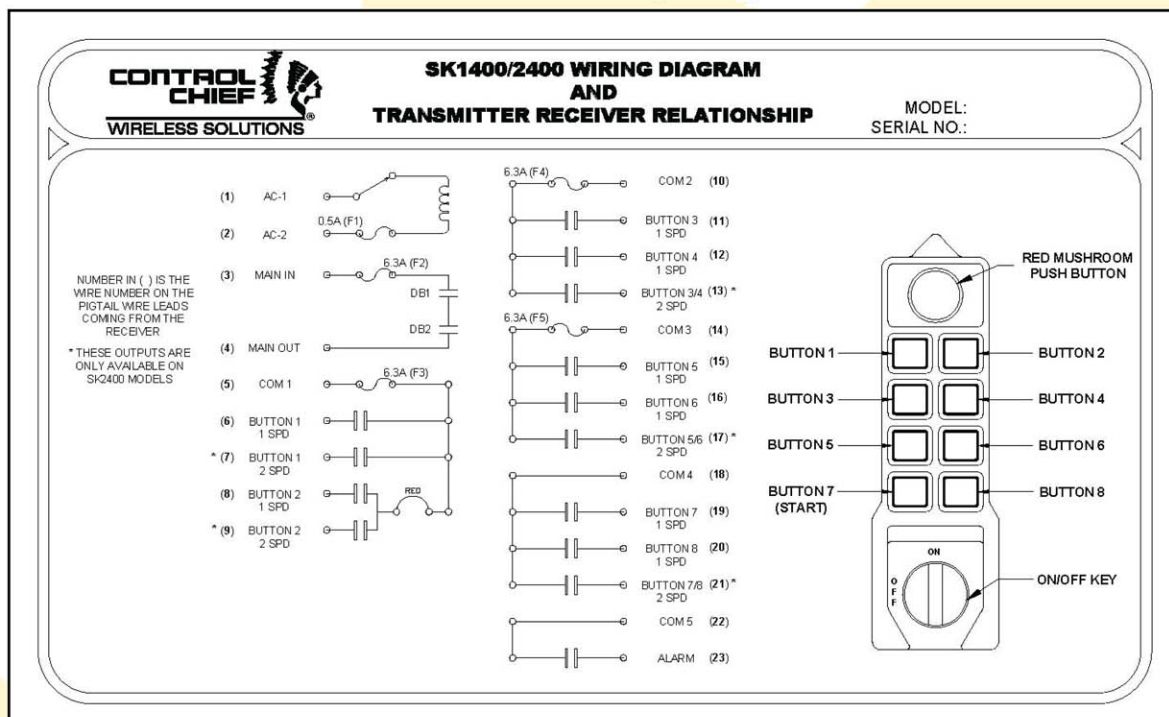 CONTROL
CHIEF
®
WIRELESS SOLUTIONS
SK1400/2400 WIRING DIAGRAM
AND
TRANSMITTER RECEIVER RELATIONSHIP
MODEL:
SERIAL NO.:
NUMBER IN ( ) IS THE
WIRE NUMBER ON THE
PIGTAIL WIRE LEADS
COMING FROM THE
RECEIVER
* THESE OUTPUTS ARE
ONLY AVAILABLE ON
SK2400 MODELS
(1) AC-1
(2) AC-2 0.5A (F1)
(3) MAIN IN 6.3A (F2)
DB1
DB2
(4) MAIN OUT
(5) COM 1 6.3A (F3)
(6) BUTTON 1
1 SPD
* (7) BUTTON 1
2 SPD
(8) BUTTON 2
1 SPD
RED
* (9) BUTTON 2
2 SPD
6.3A (F4) COM 2 (10)
BUTTON 3 (11)
1 SPD
BUTTON 4 (12)
1 SPD
BUTTON 3/4 (13) *
2 SPD
6.3A (F5) COM 3 (14)
BUTTON 5 (15)
1 SPD
BUTTON 6 (16)
1 SPD
BUTTON 5/6 (17) *
2 SPD
COM 4 (18)
BUTTON 7 (19)
1 SPD
BUTTON 8 (20)
1 SPD
BUTTON 7/8 (21) *
2 SPD
COM 5 (22)
ALARM (23)
RED MUSHROOM
PUSH BUTTON
BUTTON 1 BUTTON 2
BUTTON 3 BUTTON 4
BUTTON 5 BUTTON 6
BUTTON 7 BUTTON 8
(START)
ON
OFF
ON/OFF KEY